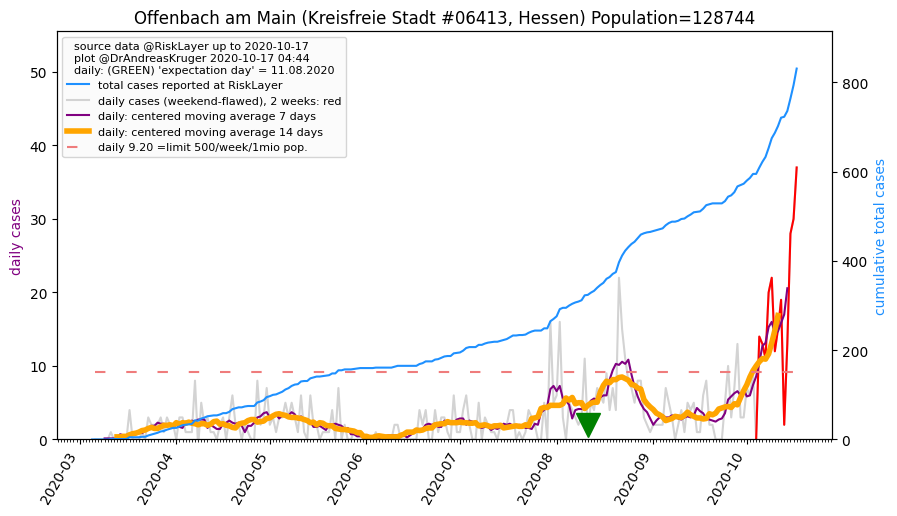 Offenbach am Main (Kreisfreie Stadt #06413, Hessen) Population=128744
source data @RiskLayer up to 2020-10-17
plot @DrAndreasKruger 2020-10-17 04:44
daily: (GREEN) 'expectation day' = 11.08.2020
total cases reported at RiskLayer
daily cases (weekend-flawed), 2 weeks: red
daily: centered moving average 7 days
daily: centered moving average 14 days
daily 9.20 =limit 500/week/1mio pop.
daily cases
50
40
30
20
10
0
cumulative total cases
800
600
400
200
0
2020-03
2020-04
2020-05
2020-06
2020-07
2020-08
2020-09
2020-10